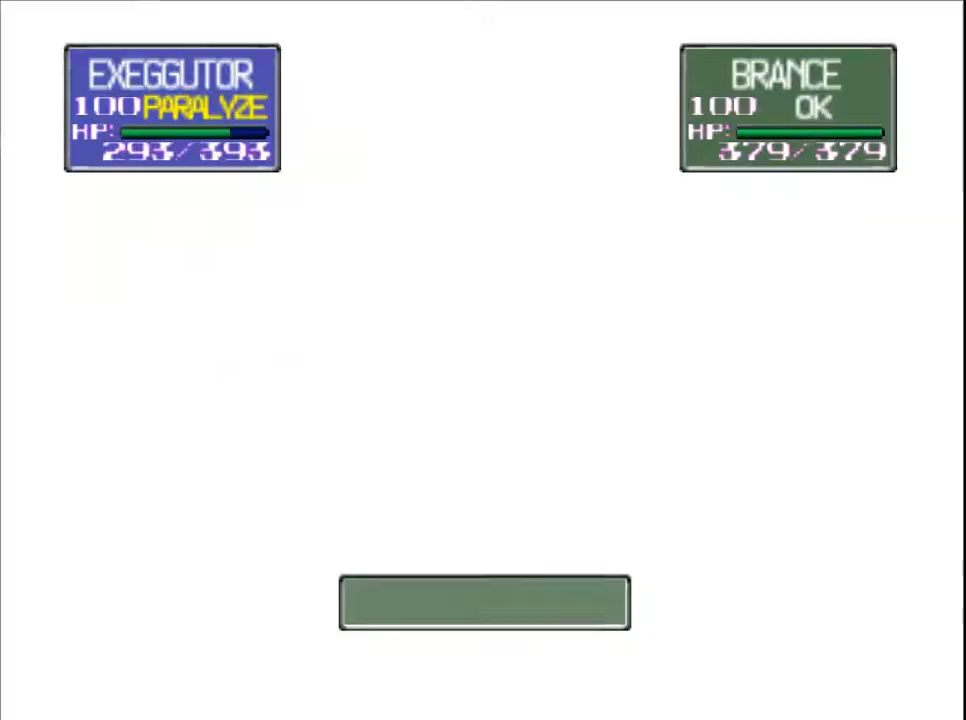 EXEGGUTOR
100 PARALYZE
HP:
293/393
BRANCE
100 OK
HP:
379/379